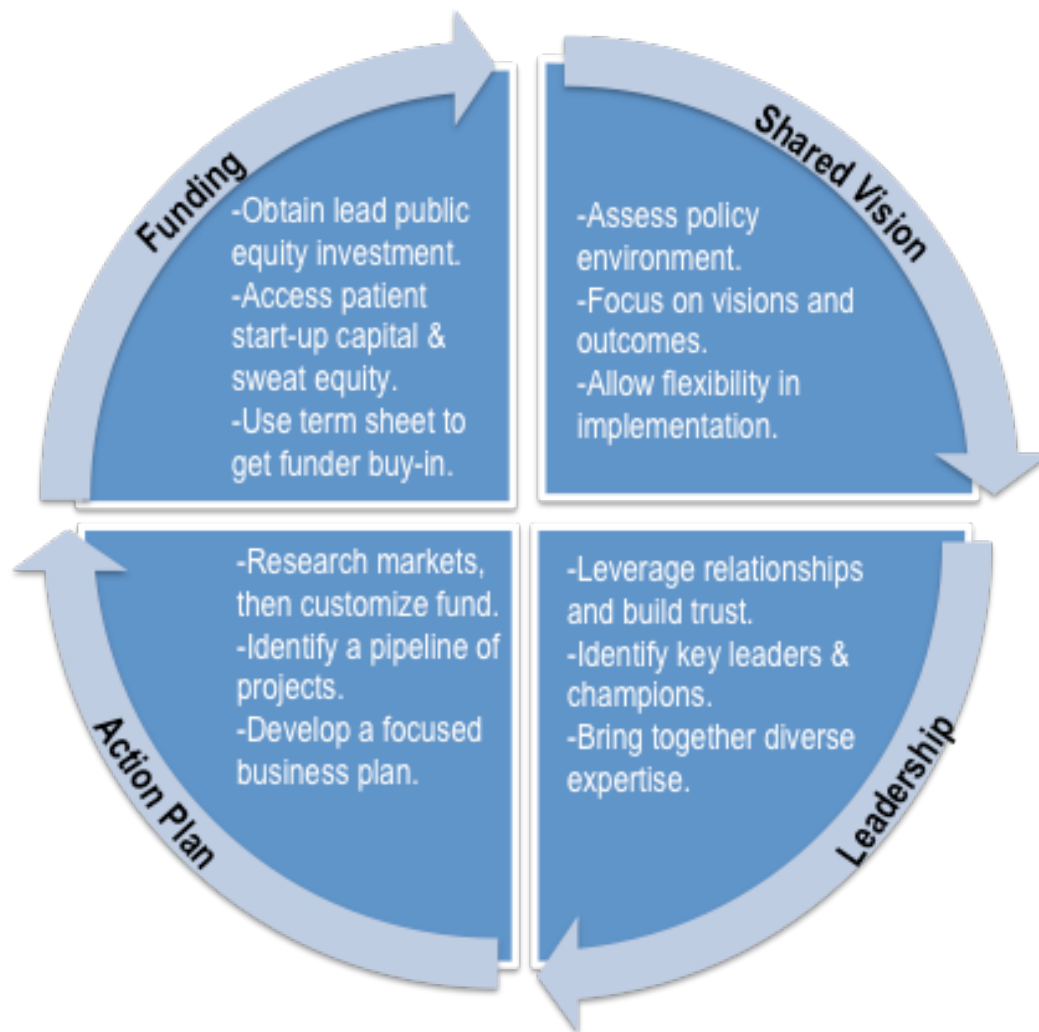 Funding
-Obtain lead public
equity investment.
-Access patient
start-up capital &
sweat equity.
-Use term sheet to
get funder buy-in.
Shared Vision
-Assess policy
environment.
-Focus on visions and
outcomes.
-Allow flexibility in
implementation.
Action Plan
-Research markets,
then customize fund.
-Identify a pipeline of
projects.
-Develop a focused
business plan.
Leadership
-Leverage relationships
and build trust.
-Identify key leaders &
champions.
-Bring together diverse
expertise.